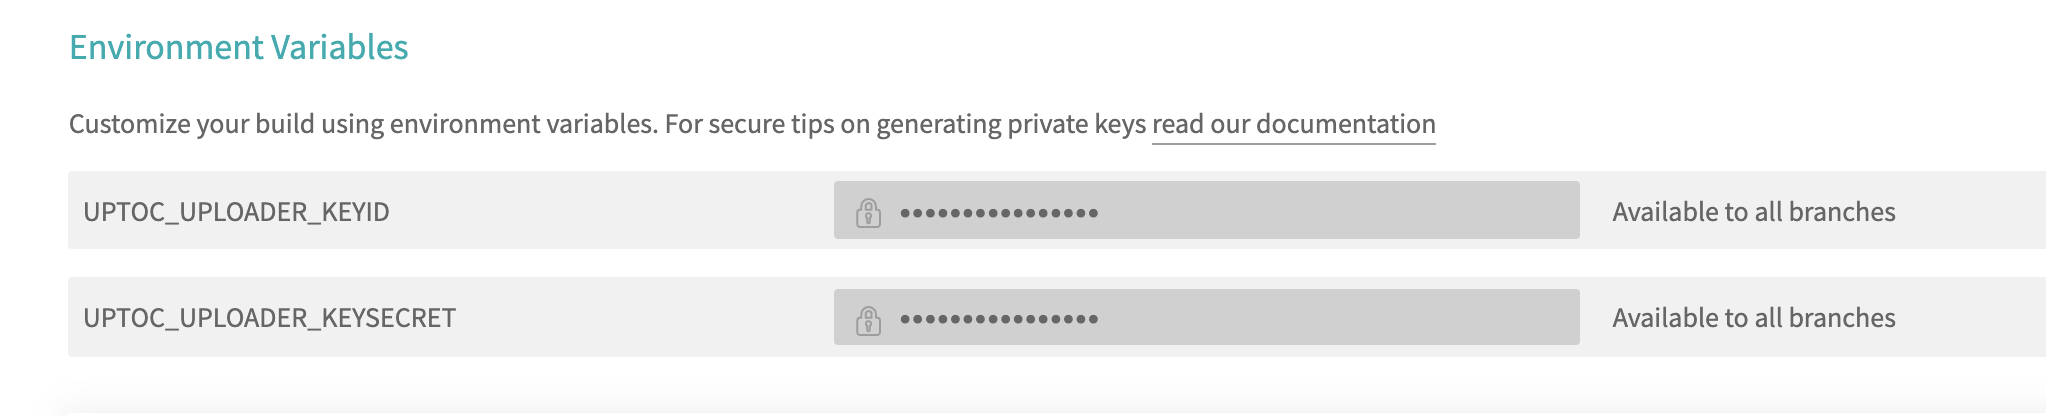 Environment Variables
Customize your build using environment variables. For secure tips on generating private keys read our documentation
UPTOC_UPLOADER_KEYID •••••••••••••••• Available to all branches
UPTOC_UPLOADER_KEYSECRET •••••••••••••••• Available to all branches